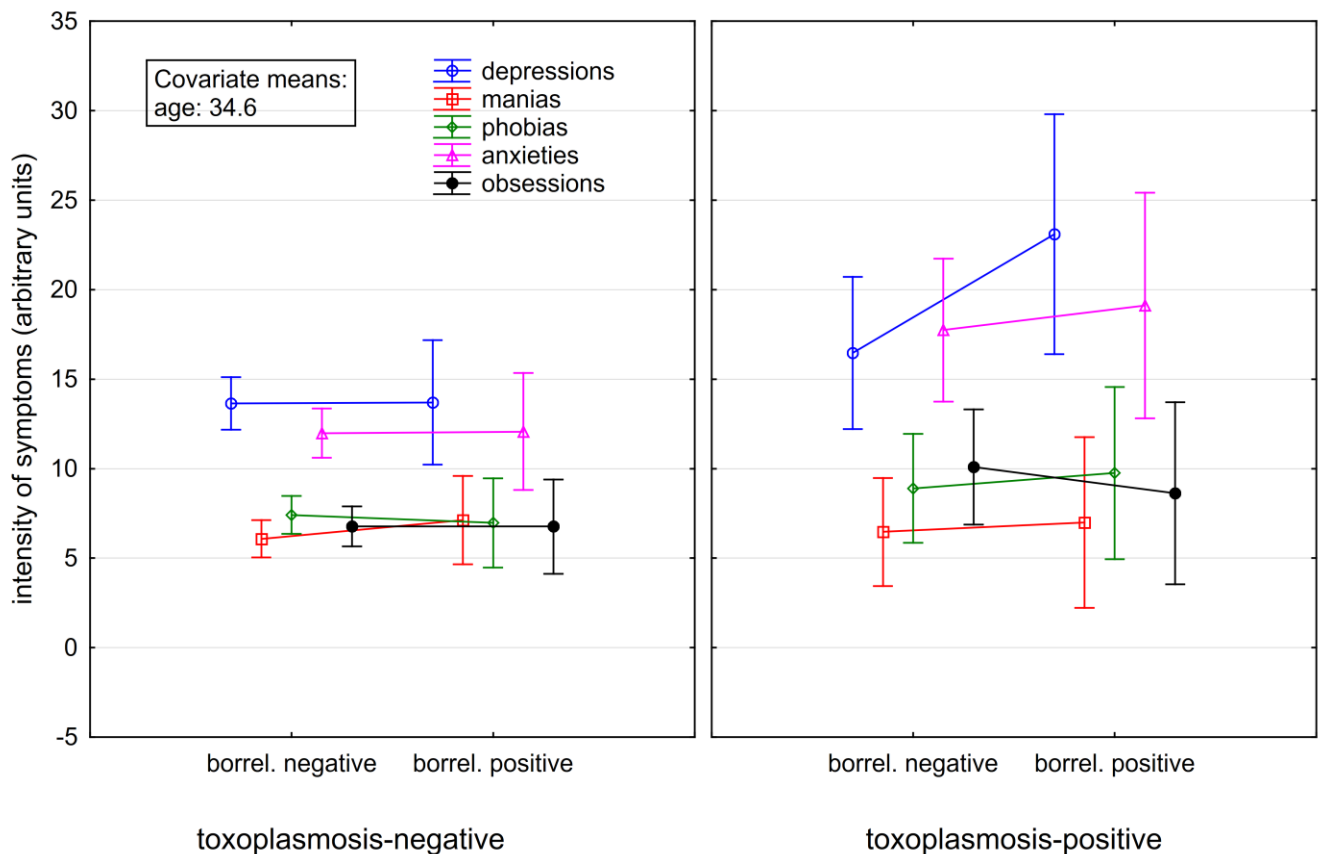 intensity of symptoms (arbitrary units)
35
30
25
20
15
10
5
0
-5
Covariate means:
age: 34.6
depressions
manias
phobias
anxieties
obsessions
borrel. negative
borrel. positive
borrel. negative
borrel. positive
toxoplasmosis-negative
toxoplasmosis-positive